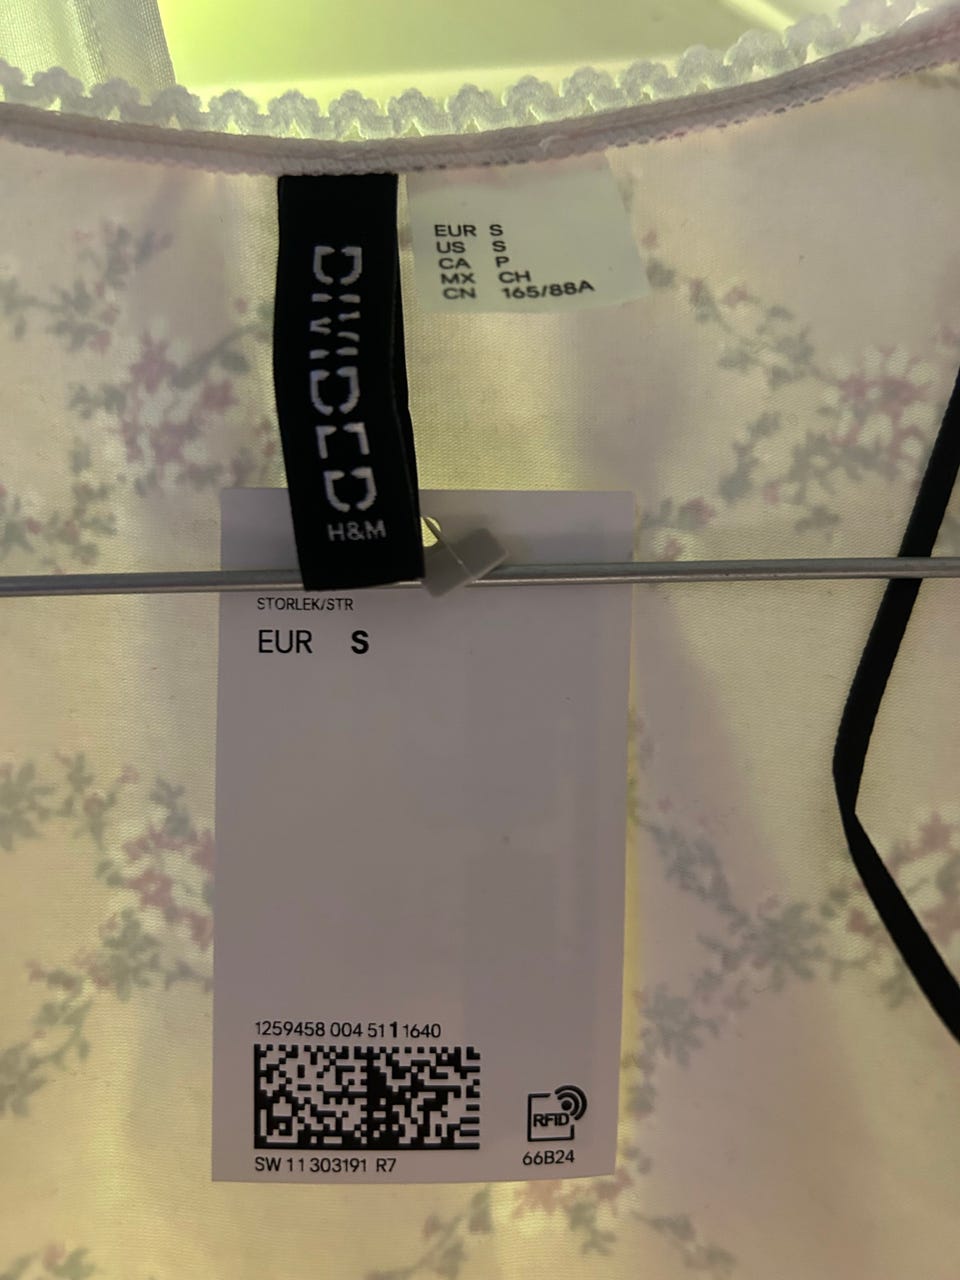 DIVIDED
H&M
EUR S
US S
CA P
MX CH
CN 165/88A
STORLEK/STR
EUR S
1259458 004 51 1 1640
RFID
SW 11 303191 R7
66B24